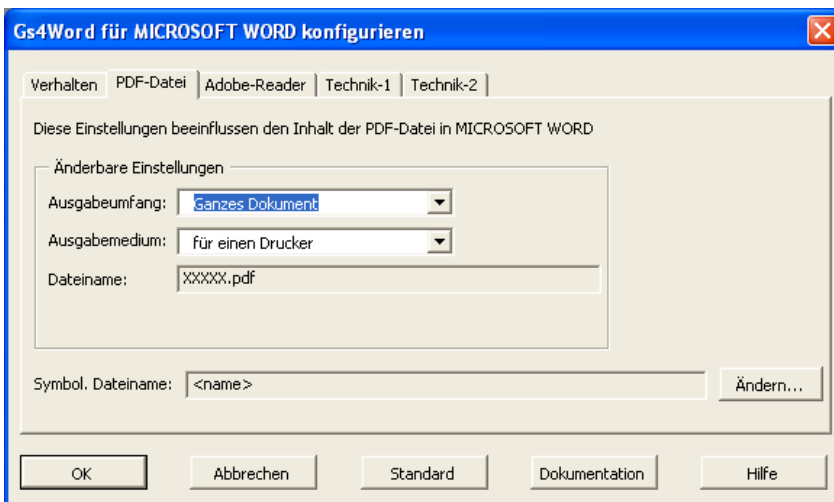 Gs4Word für MICROSOFT WORD konfigurieren
Verhalten PDF-Datei Adobe-Reader Technik-1 Technik-2
Diese Einstellungen beeinflussen den Inhalt der PDF-Datei in MICROSOFT WORD
Änderbare Einstellungen
Ausgabeumfang: Ganzes Dokument
Ausgabemedium: für einen Drucker
Dateiname: XXXXX.pdf
Symbol. Dateiname: <name> Ändern...
OK Abbrechen Standard Dokumentation Hilfe